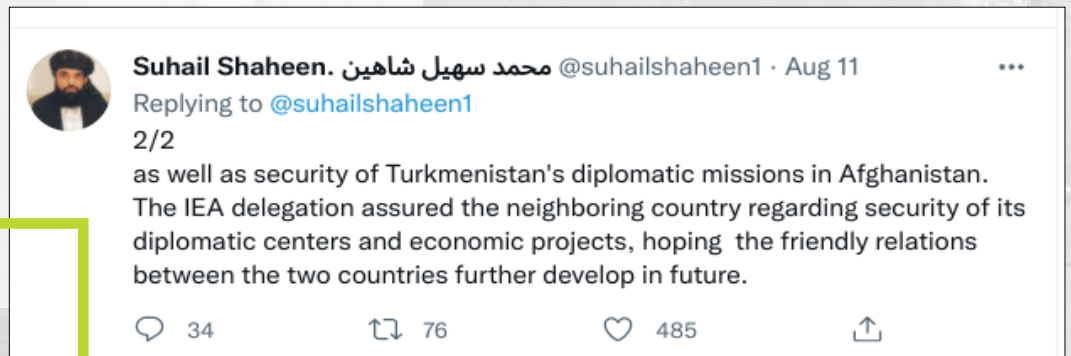 Suhail Shaheen. محمد سهیل شاهین @suhailshaheen1 · Aug 11
Replying to @suhailshaheen1
2/2
as well as security of Turkmenistan's diplomatic missions in Afghanistan.
The IEA delegation assured the neighboring country regarding security of its
diplomatic centers and economic projects, hoping  the friendly relations
between the two countries further develop in future.
34 76 485